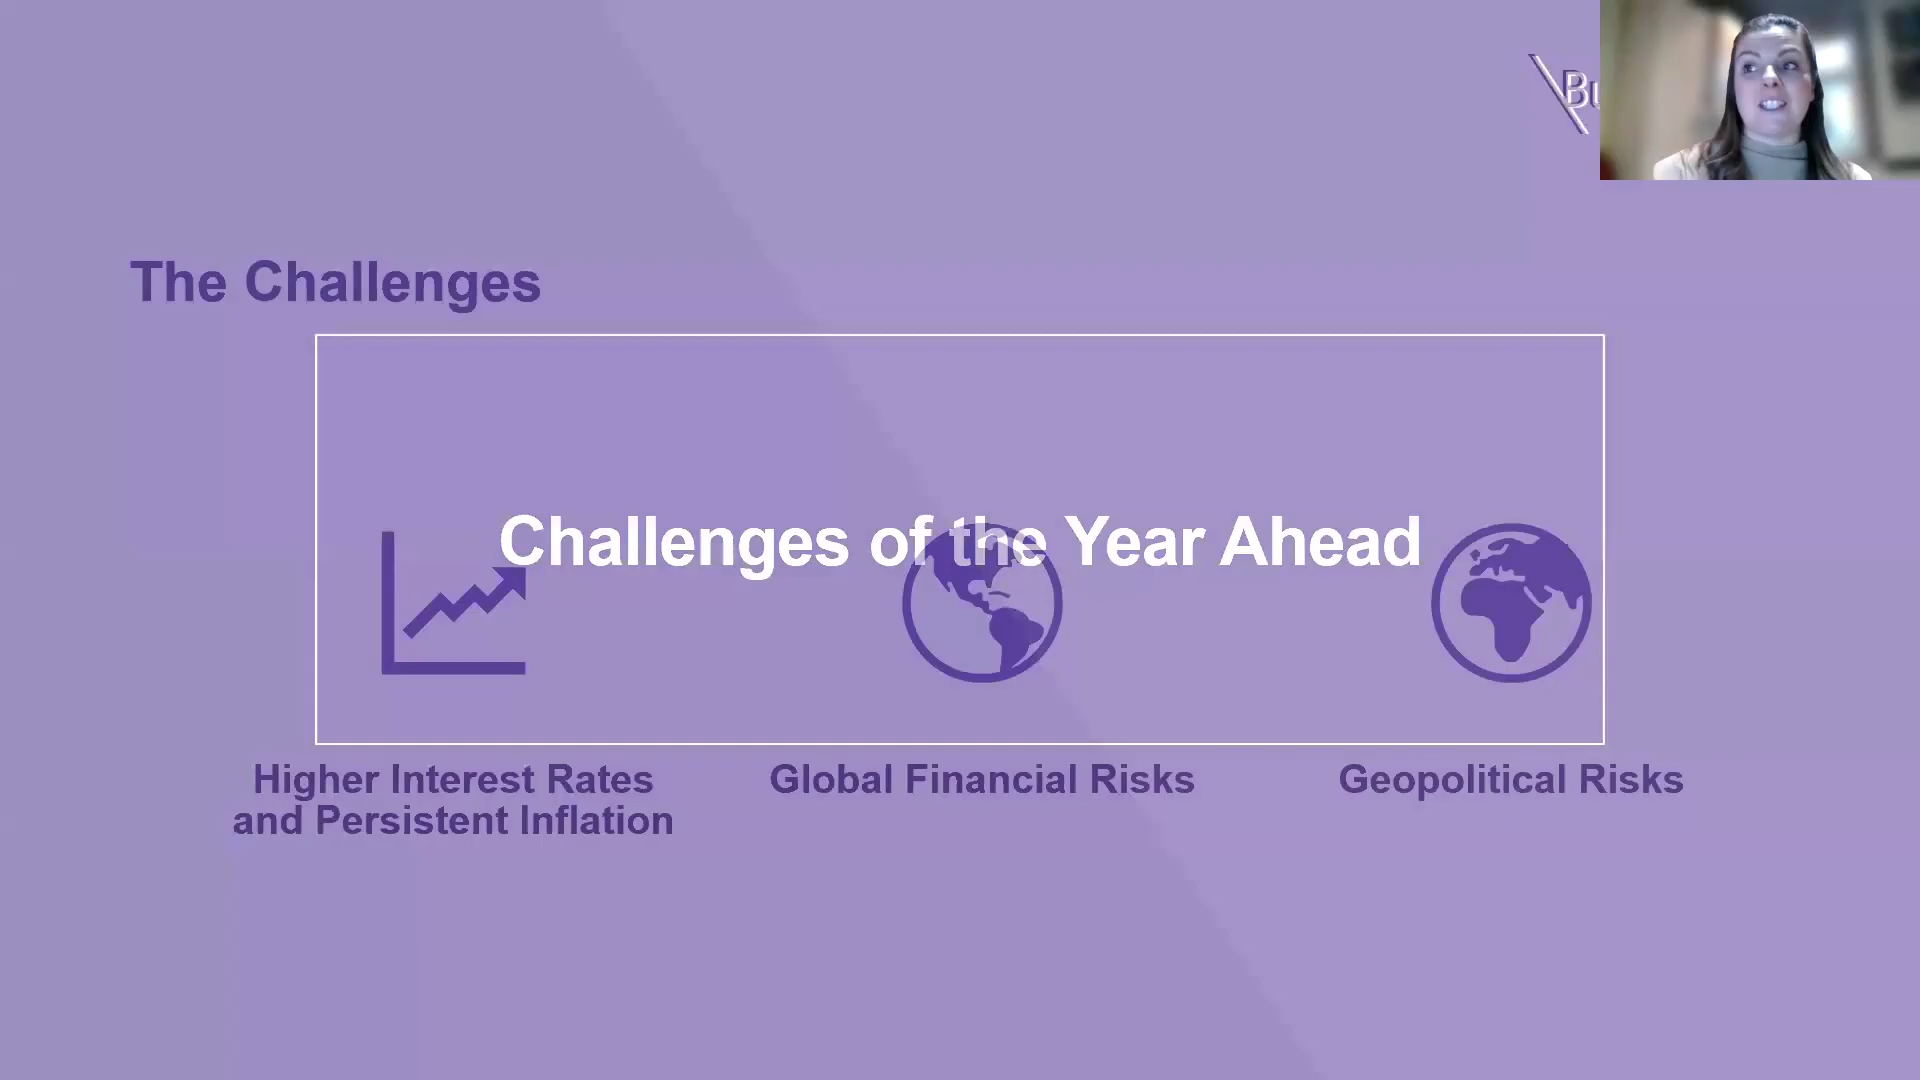 The Challenges
Challenges of the Year Ahead
Higher Interest Rates
and Persistent Inflation
Global Financial Risks
Geopolitical Risks